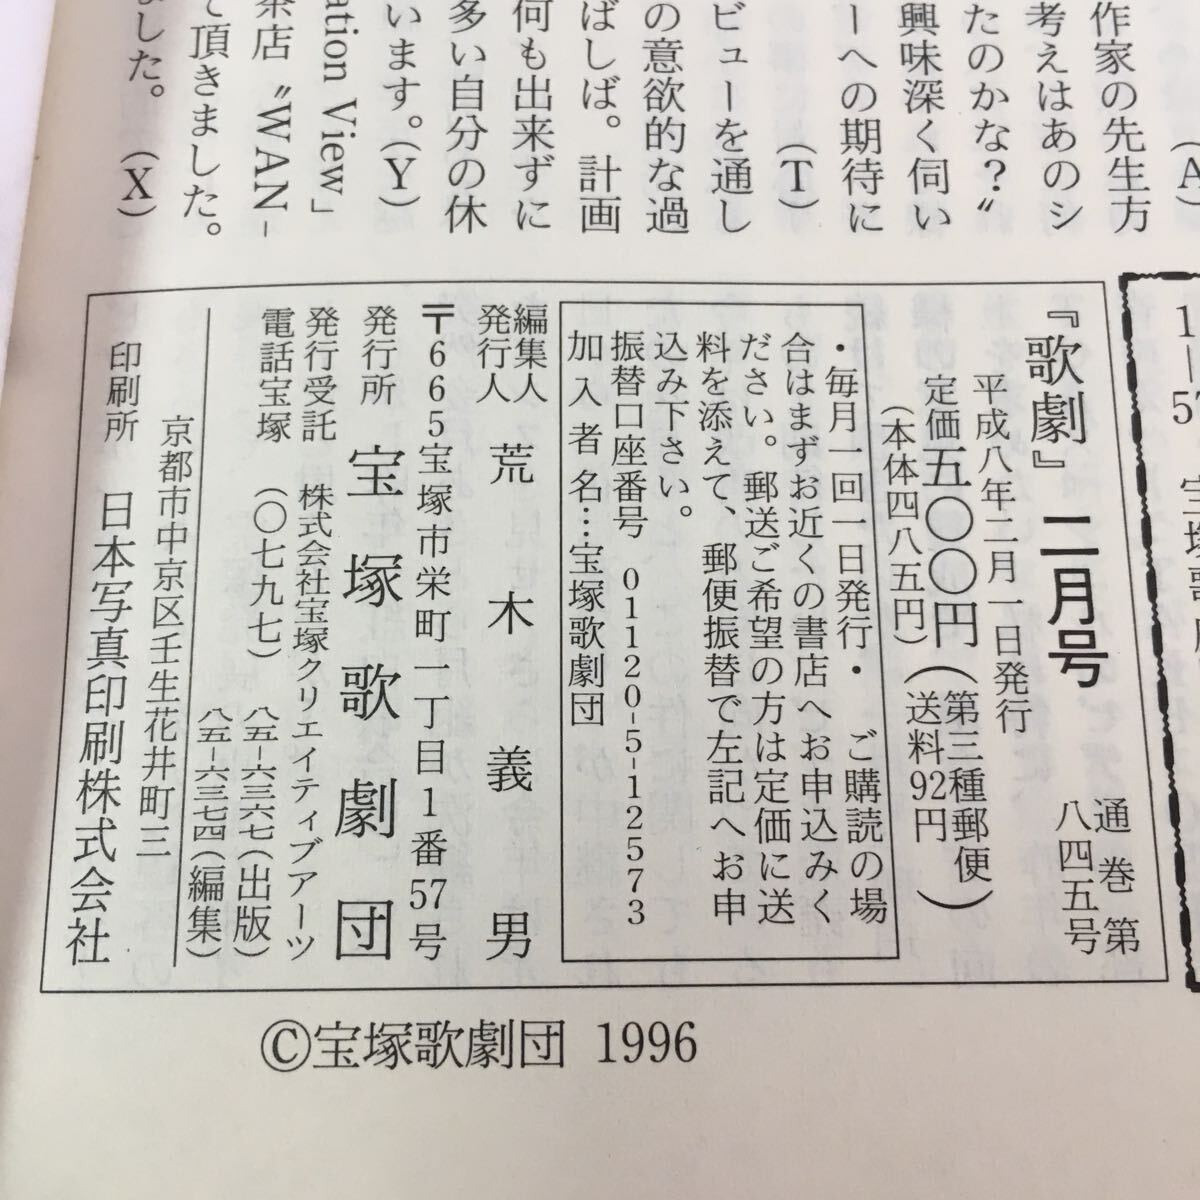 (A)
作家の先生方
考えはあのシ
たのかな?〟
興味深く伺い
ーへの期待に
(T)
ビューを通し
の意欲的な過
ばしば。計画
何も出来ずに
多い自分の休
います。(Y)
ation View」
茶店〝WAN-
て頂きました。
ました。(X)
『歌劇』二月号
通巻第
八四五号
平成八年二月一日発行
定価五〇〇円(第三種郵便)
(本体四八五円)(送料92円)
・毎月一回一日発行・ご購読の場
合はまずお近くの書店へお申込みく
ださい。郵送ご希望の方は定価に送
料を添えて、郵便振替で左記へお申
込み下さい。
振替口座番号 01120-5-12573
加入者名…宝塚歌劇団
編集人
発行人 荒木義男
〒665宝塚市栄町一丁目1番57号
発行所 宝塚歌劇団
発行受託 株式会社宝塚クリエイティブアーツ
電話宝塚(〇七九七)八五-六三六七(出版)
八五-六三七四(編集)
京都市中京区壬生花井町三
印刷所 日本写真印刷株式会社
©宝塚歌劇団 1996